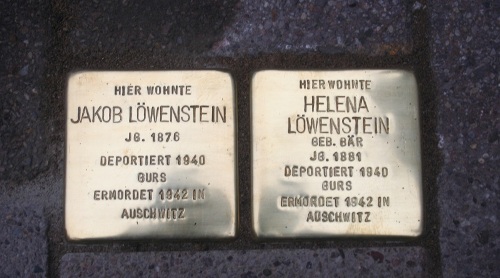 HIER WOHNTE
JAKOB LÖWENSTEIN
JG. 1876
DEPORTIERT 1940
GURS
ERMORDET 1942 IN
AUSCHWITZ
HIER WOHNTE
HELENA
LÖWENSTEIN
GEB. BÄR
JG. 1881
DEPORTIERT 1940
GURS
ERMORDET 1942 IN
AUSCHWITZ